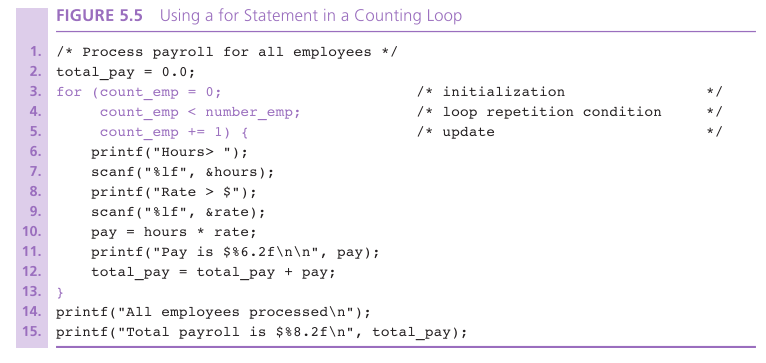 FIGURE 5.5 Using a for Statement in a Counting Loop
1. /* Process payroll for all employees */
2. total_pay = 0.0;
3. for (count_emp = 0; /* initialization */
4. count_emp < number_emp; /* loop repetition condition */
5. count_emp += 1) { /* update */
6. printf("Hours> ");
7. scanf("%lf", &hours);
8. printf("Rate > $");
9. scanf("%lf", &rate);
10. pay = hours * rate;
11. printf("Pay is $%6.2f\n\n", pay);
12. total_pay = total_pay + pay;
13. }
14. printf("All employees processed\n");
15. printf("Total payroll is $%8.2f\n", total_pay);